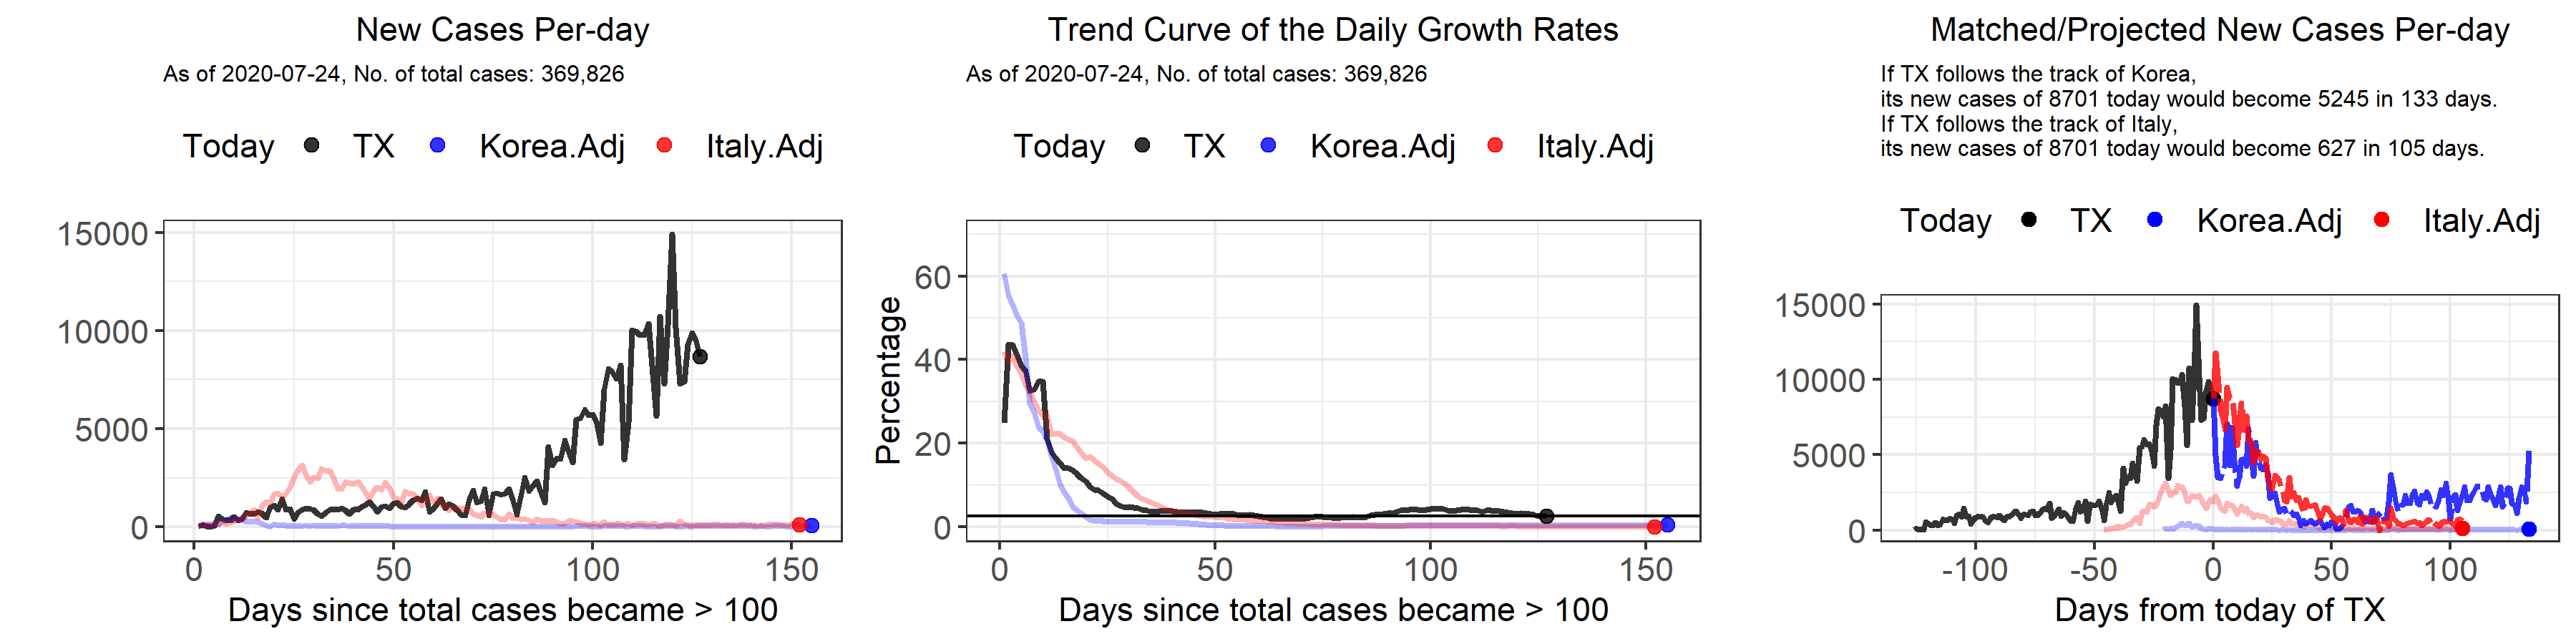 New Cases Per-day
As of 2020-07-24, No. of total cases: 369,826
Today TX Korea.Adj Italy.Adj
15000
10000
5000
0
0 50 100 150
Days since total cases became > 100
Trend Curve of the Daily Growth Rates
As of 2020-07-24, No. of total cases: 369,826
Today TX Korea.Adj Italy.Adj
Percentage
60
40
20
0
0 50 100 150
Days since total cases became > 100
Matched/Projected New Cases Per-day
If TX follows the track of Korea,
its new cases of 8701 today would become 5245 in 133 days.
If TX follows the track of Italy,
its new cases of 8701 today would become 627 in 105 days.
Today TX Korea.Adj Italy.Adj
15000
10000
5000
0
-100 -50 0 50 100
Days from today of TX